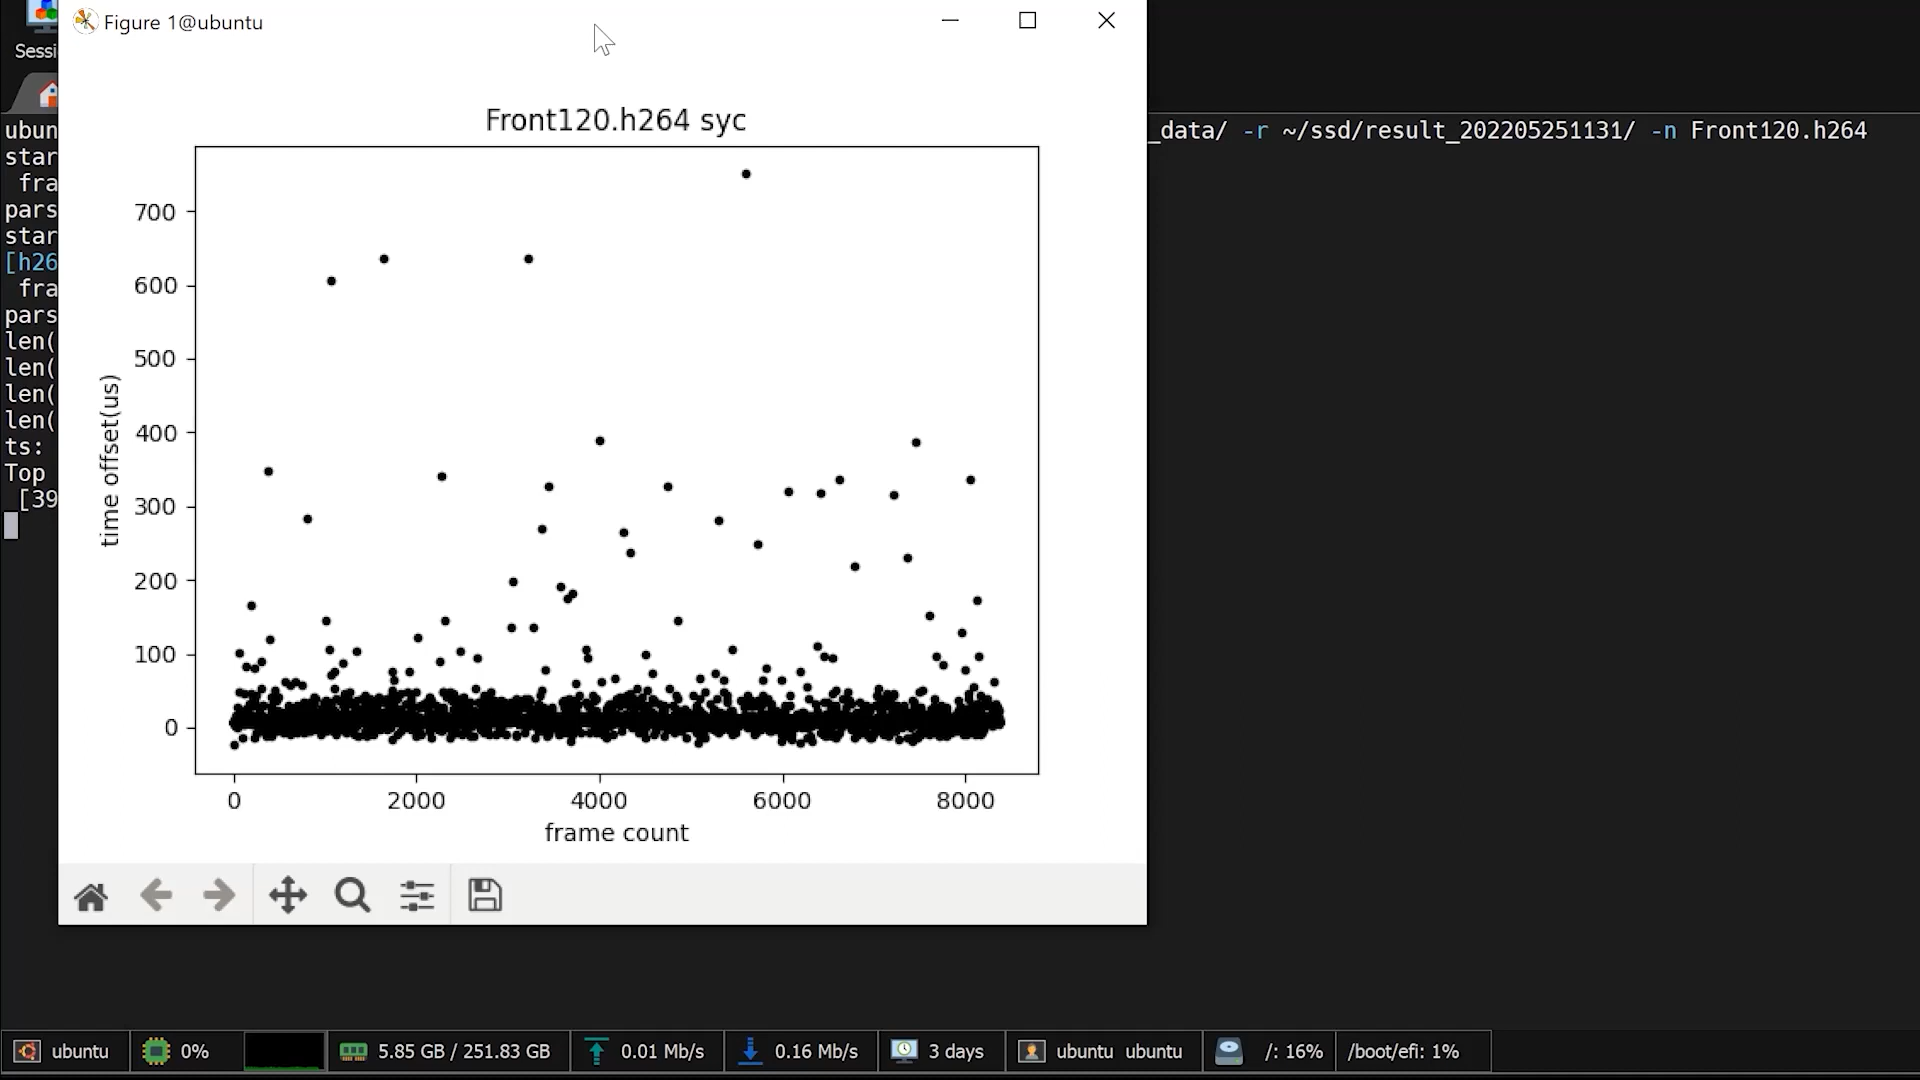 Figure 1@ubuntu
Sessi
Front120.h264 syc
_data/ -r ~/ssd/result_202205251131/ -n Front120.h264
ubun
star
fra
pars
star
[h26
fra
pars
len(
len(
len(
len(
ts:
Top
[39
time offset(us)
700
600
500
400
300
200
100
0
0 2000 4000 6000 8000
frame count
ubuntu 0% 5.85 GB / 251.83 GB 0.01 Mb/s 0.16 Mb/s 3 days ubuntu ubuntu /: 16% /boot/efi: 1%